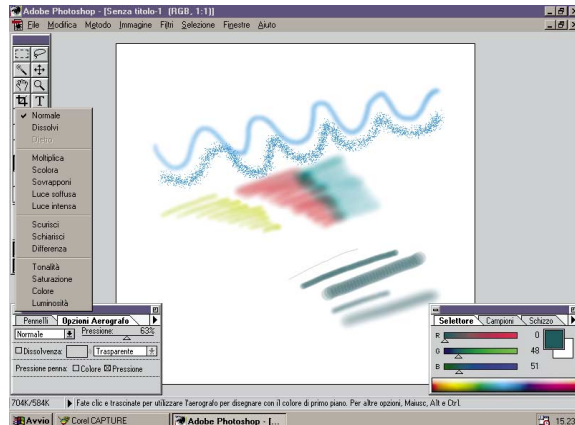 Adobe Photoshop - [Senza titolo-1 (RGB, 1:1)]
File Modifica Metodo Immagine Filtri Selezione Finestre Aiuto
T
Normale
Dissolvi
Dietro
Moltiplica
Scolora
Sovrapponi
Luce soffusa
Luce intensa
Scurisci
Schiarisci
Differenza
Tonalità
Saturazione
Colore
Luminosità
Pennelli Opzioni Aerografo
Normale Pressione: 63%
Dissolvenza: Trasparente
Pressione penna: Colore Pressione
Selettore Campioni Schizzo
R 0
G 48
B 51
704K/584K Fate clic e trascinate per utilizzare l'aerografo per disegnare con il colore di primo piano. Per altre opzioni, Maiusc, Alt e Ctrl.
Avvio Corel CAPTURE Adobe Photoshop - [... 15.23